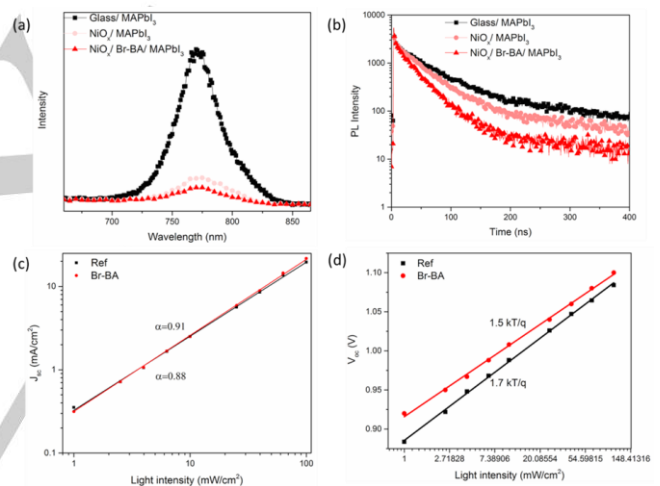 (a)
Glass/ MAPbI3
NiOx/ MAPbI3
NiOx/ Br-BA/ MAPbI3
Intensity
700
750
800
850
Wavelength (nm)
(b)
Glass/ MAPbI3
NiOx/ MAPbI3
NiOx/ Br-BA/ MAPbI3
PL Intensity
10000
1000
100
10
1
0
100
200
300
400
Time (ns)
(c)
Ref
Br-BA
Jsc (mA/cm2)
10
1
0.1
α=0.91
α=0.88
1
10
100
Light intensity (mW/cm2)
(d)
Ref
Br-BA
Voc (V)
1.10
1.05
1.00
0.95
0.90
1.5 kT/q
1.7 kT/q
1
2.71828
7.38906
20.08554
54.59815
148.41316
Light intensity (mW/cm2)